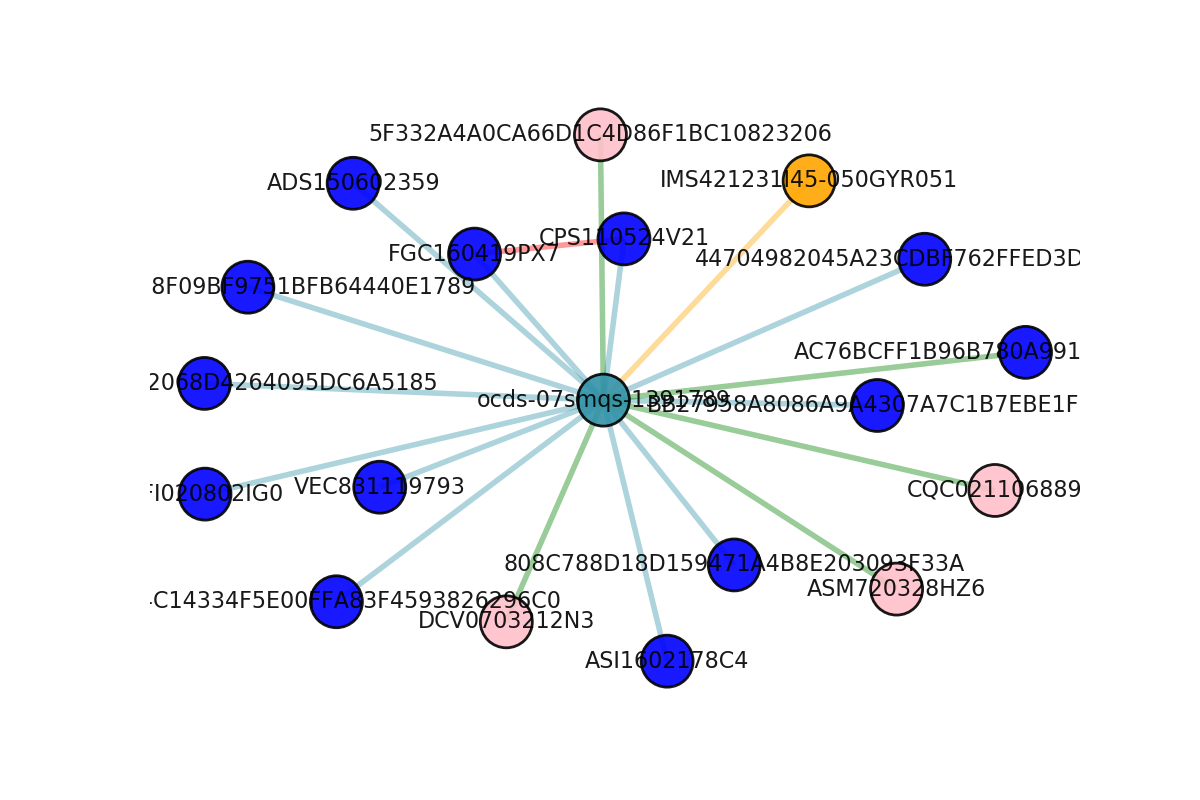 5F332A4A0CA66D1C4D86F1BC10823206
ADS150602359
IMS421231I45-050GYR051
CPS110524V21
FGC160419PX7
44704982045A23CDBF762FFED3D
8F09BF9751BFB64440E1789
AC76BCFF1B96B780A991
2068D4264095DC6A5185
ocds-07smqs-1391789
BB27958A8086A9A4307A7C1B7EBE1F
VEC831119793
I020802IG0
CQC021106889
808C788D18D159471A4B8E203093F33A
ASM720328HZ6
C14334F5E00FFA83F4593826296C0
DCV0703212N3
ASI1602178C4